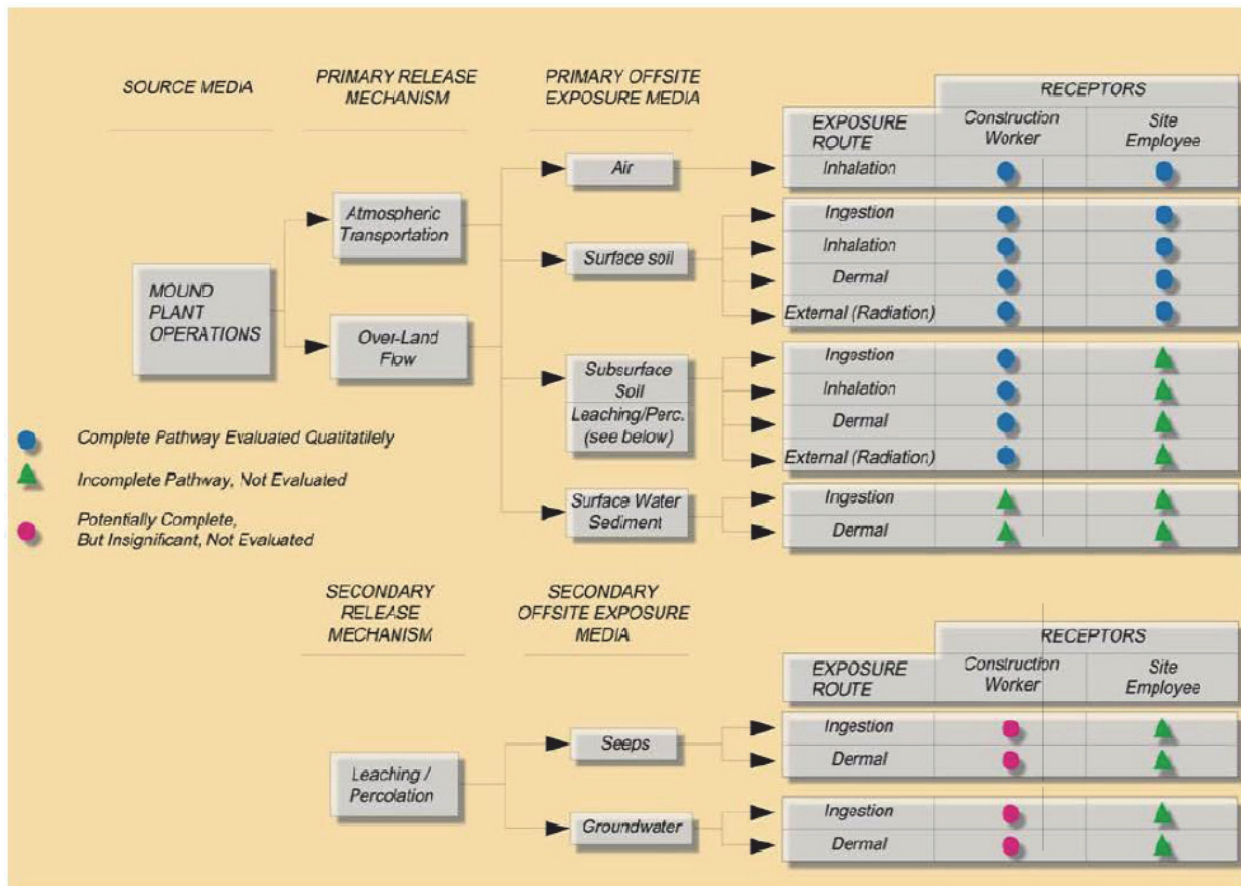 SOURCE MEDIA
PRIMARY RELEASE
MECHANISM
PRIMARY OFFSITE
EXPOSURE MEDIA
RECEPTORS
EXPOSURE
ROUTE
Construction
Worker
Site
Employee
Air
Inhalation
Atmospheric
Transportation
Surface soil
Ingestion
Inhalation
Dermal
External (Radiation)
MOUND
PLANT
OPERATIONS
Over-Land
Flow
Subsurface
Soil
Leaching/Perc.
(see below)
Ingestion
Inhalation
Dermal
External (Radiation)
Surface Water
Sediment
Ingestion
Dermal
Complete Pathway Evaluated Quatitatilely
Incomplete Pathway, Not Evaluated
Potentially Complete,
But Insignificant, Not Evaluated
SECONDARY
RELEASE
MECHANISM
SECONDARY
OFFSITE EXPOSURE
MEDIA
RECEPTORS
EXPOSURE
ROUTE
Construction
Worker
Site
Employee
Leaching /
Percolation
Seeps
Ingestion
Dermal
Groundwater
Ingestion
Dermal